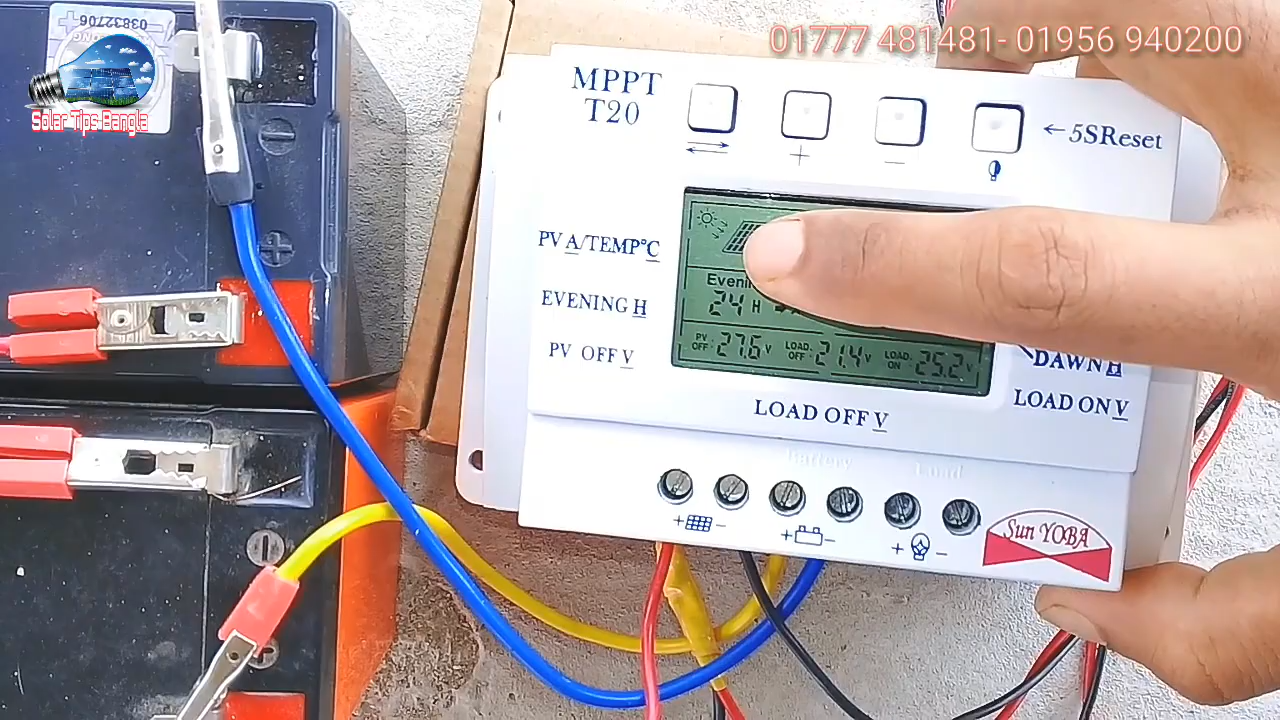 01777 481481- 01956 940200
03832706
Solar Tips Bangla
MPPT
T20
←5SReset
+
−
PV A/TEMP°C
EVENING H
PV OFF V
24 H
PV OFF 27.6 V
LOAD. OFF 21.4 V
LOAD. ON 25.2 V
DAWN H
LOAD ON V
LOAD OFF V
Battery
Load
+ −
+ −
+ −
Sun YOBA